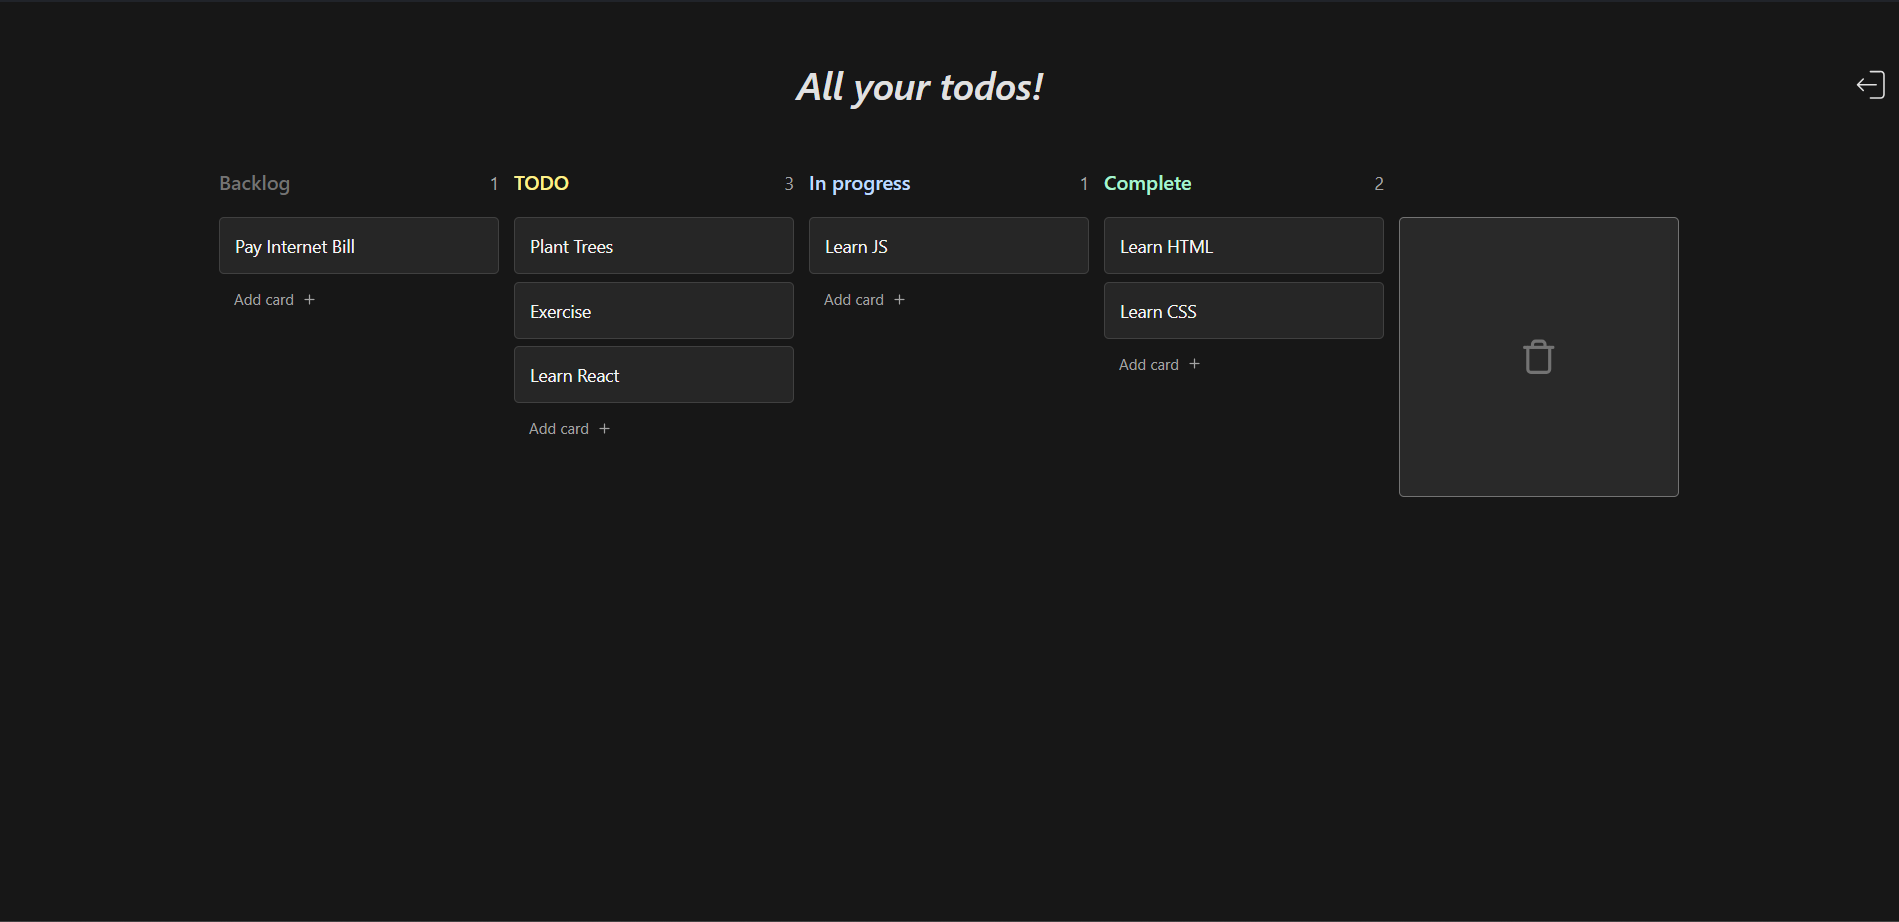 All your todos!
Backlog 1
Pay Internet Bill
Add card +
TODO 3
Plant Trees
Exercise
Learn React
Add card +
In progress 1
Learn JS
Add card +
Complete 2
Learn HTML
Learn CSS
Add card +